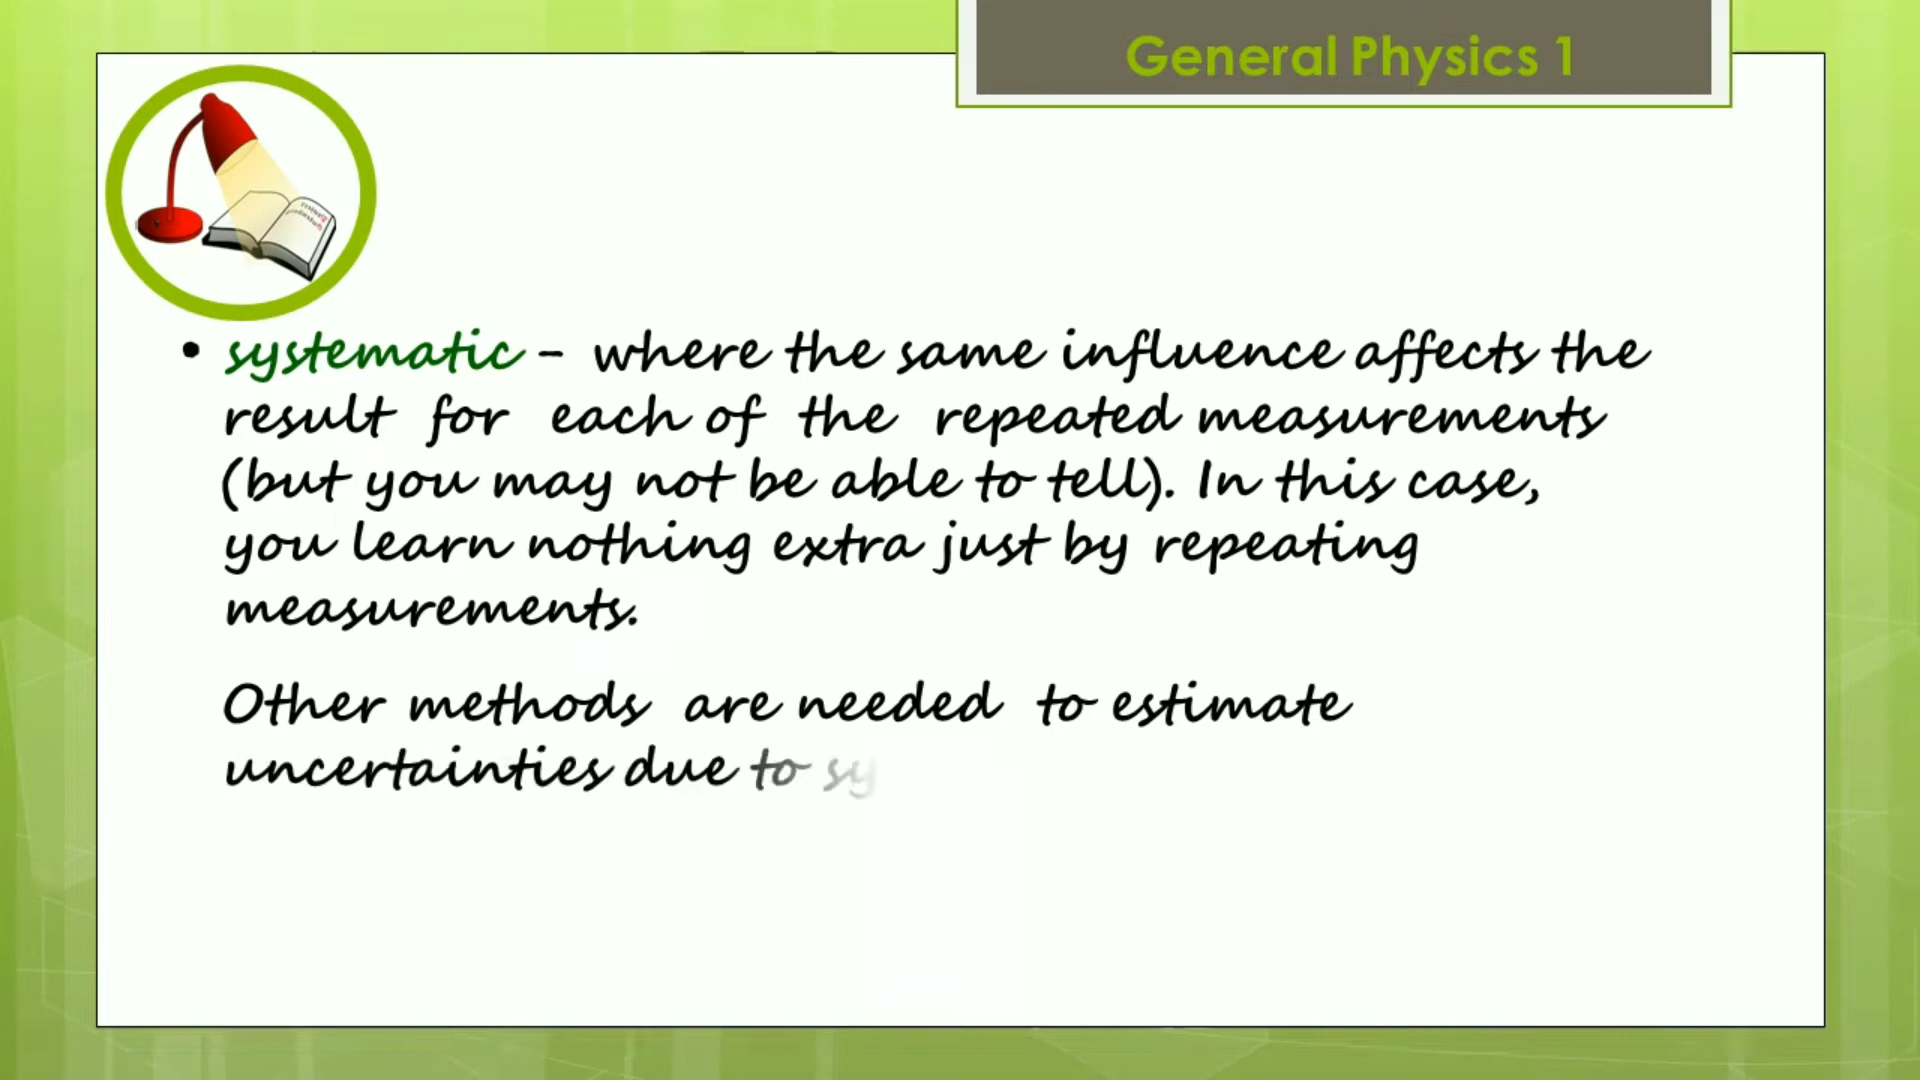 General Physics 1
• systematic - where the same influence affects the
result for each of the repeated measurements
(but you may not be able to tell). In this case,
you learn nothing extra just by repeating
measurements.
Other methods are needed to estimate
uncertainties due to sy